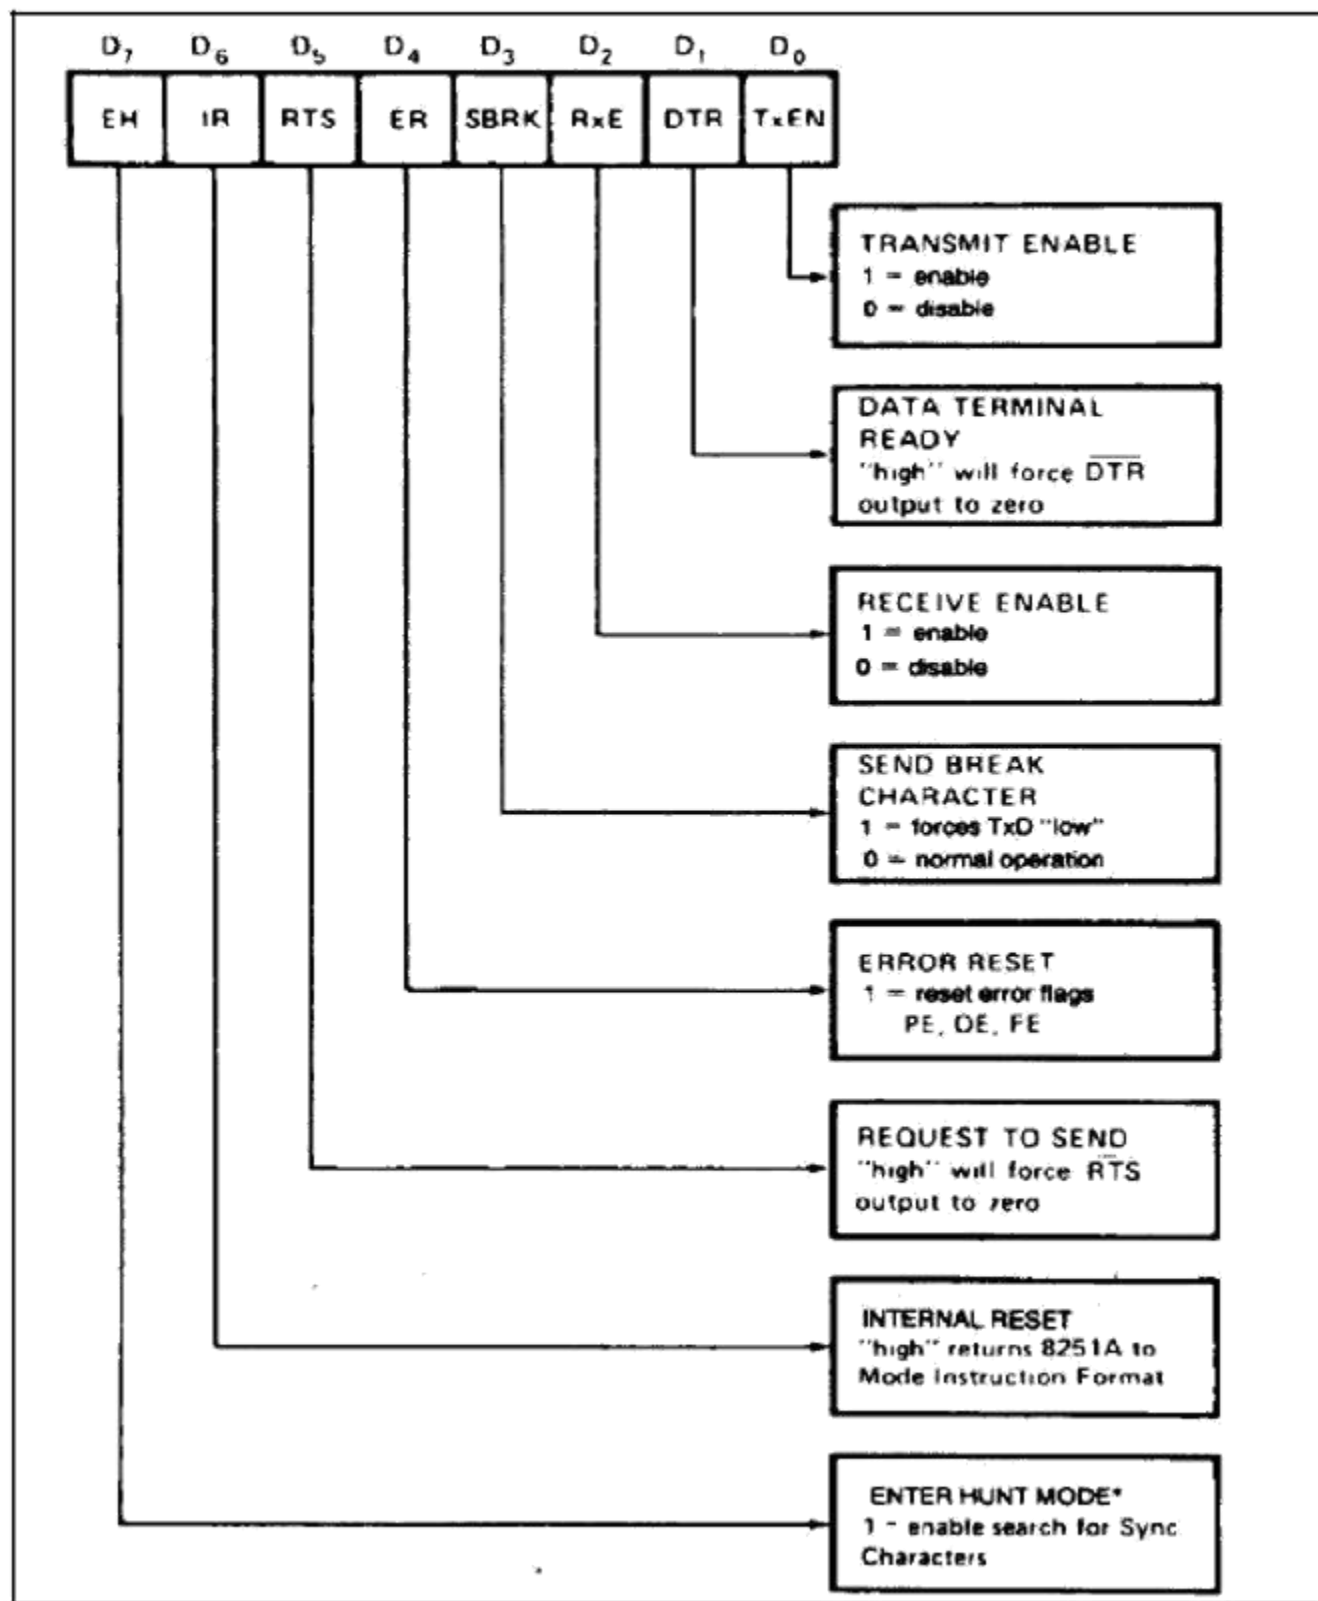 D7 D6 D5 D4 D3 D2 D1 D0
EH IR RTS ER SBRK RxE DTR TxEN
TRANSMIT ENABLE
1 = enable
0 = disable
DATA TERMINAL
READY
"high" will force D̅T̅R̅
output to zero
RECEIVE ENABLE
1 = enable
0 = disable
SEND BREAK
CHARACTER
1 = forces TxD "low"
0 = normal operation
ERROR RESET
1 = reset error flags
PE, OE, FE
REQUEST TO SEND
"high" will force R̅T̅S̅
output to zero
INTERNAL RESET
"high" returns 8251A to
Mode Instruction Format
ENTER HUNT MODE*
1 = enable search for Sync
Characters